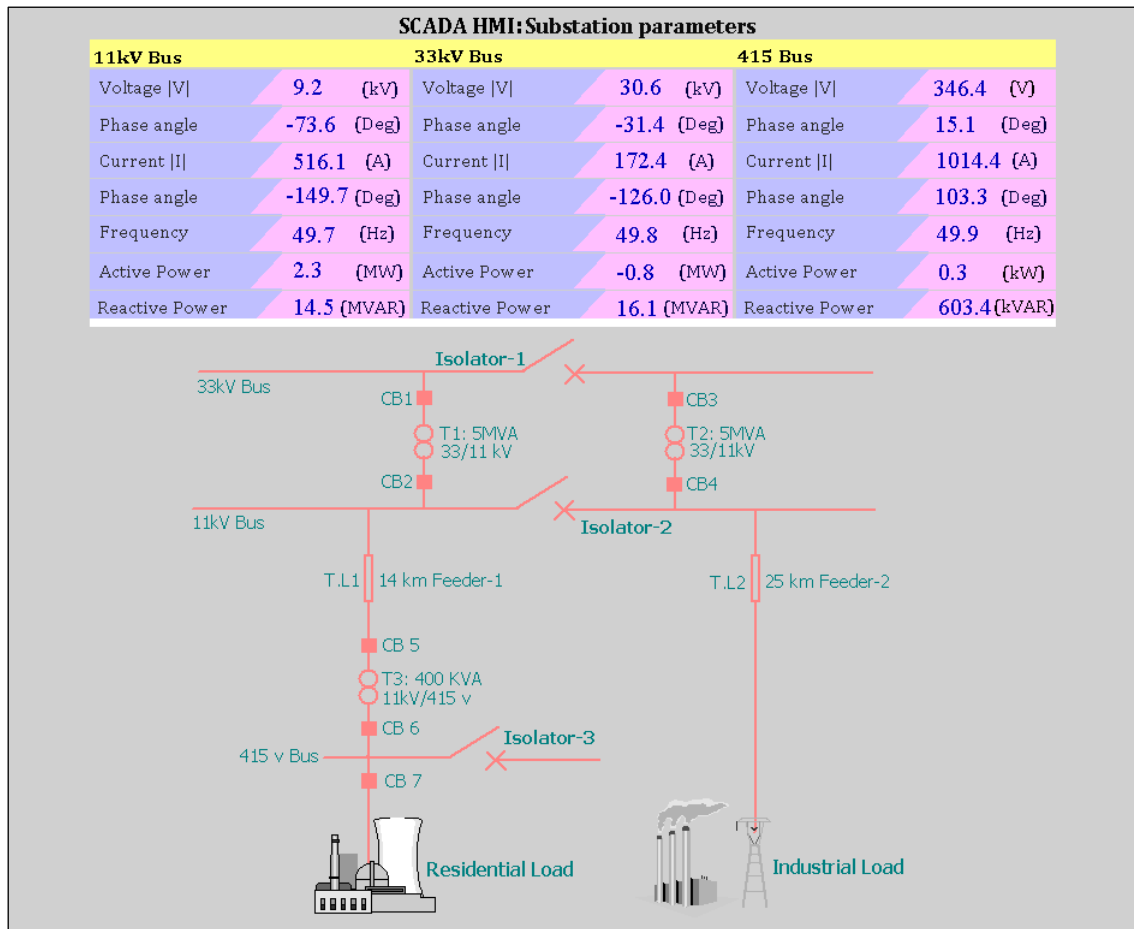 SCADA HMI: Substation parameters
11kV Bus 33kV Bus 415 Bus
Voltage |V| 9.2 (kV) Voltage |V| 30.6 (kV) Voltage |V| 346.4 (V)
Phase angle -73.6 (Deg) Phase angle -31.4 (Deg) Phase angle 15.1 (Deg)
Current |I| 516.1 (A) Current |I| 172.4 (A) Current |I| 1014.4 (A)
Phase angle -149.7 (Deg) Phase angle -126.0 (Deg) Phase angle 103.3 (Deg)
Frequency 49.7 (Hz) Frequency 49.8 (Hz) Frequency 49.9 (Hz)
Active Power 2.3 (MW) Active Power -0.8 (MW) Active Power 0.3 (kW)
Reactive Power 14.5 (MVAR) Reactive Power 16.1 (MVAR) Reactive Power 603.4 (kVAR)
Isolator-1
33kV Bus
CB1 CB3
T1: 5MVA T2: 5MVA
33/11 kV 33/11kV
CB2 CB4
11kV Bus Isolator-2
T.L1 14 km Feeder-1 T.L2 25 km Feeder-2
CB 5
T3: 400 KVA
11kV/415 v
CB 6
Isolator-3
415 v Bus
CB 7
Residential Load Industrial Load